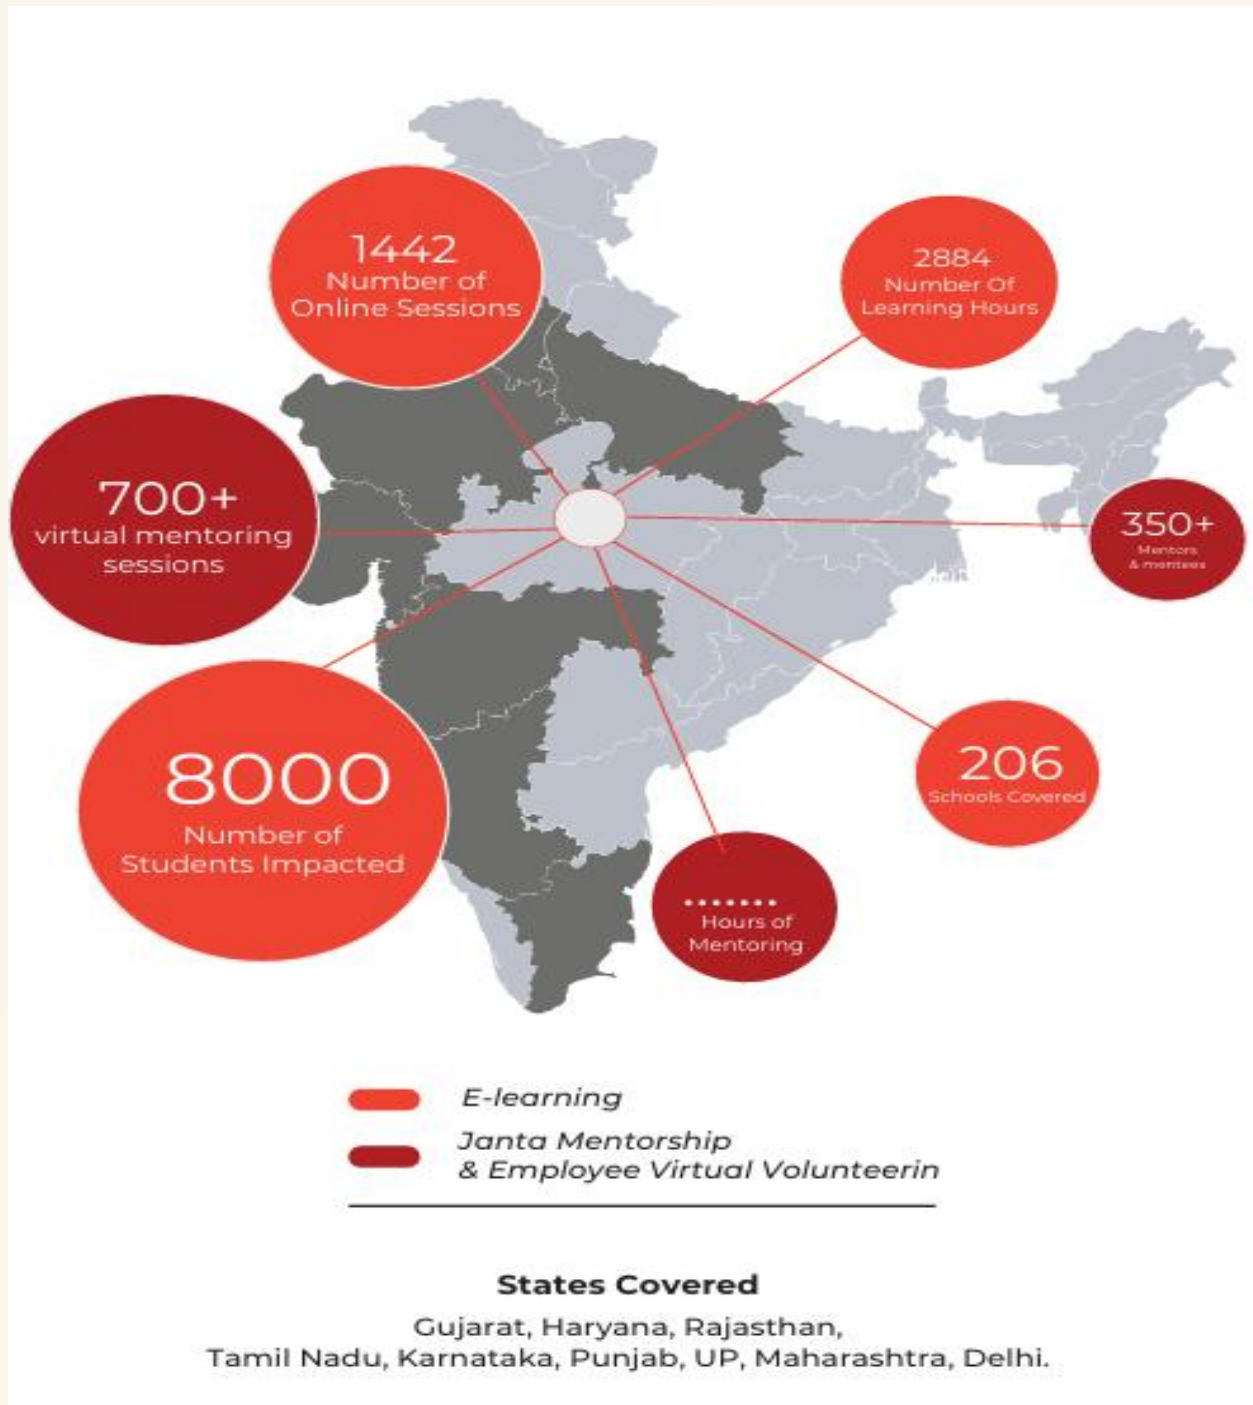 1442
Number of
Online Sessions
2884
Number Of
Learning Hours
700+
virtual mentoring
sessions
350+
Mentors
& mentees
8000
Number of
Students Impacted
206
Schools Covered
.......
Hours of
Mentoring
E-learning
Janta Mentorship
& Employee Virtual Volunteerin
States Covered
Gujarat, Haryana, Rajasthan,
Tamil Nadu, Karnataka, Punjab, UP, Maharashtra, Delhi.